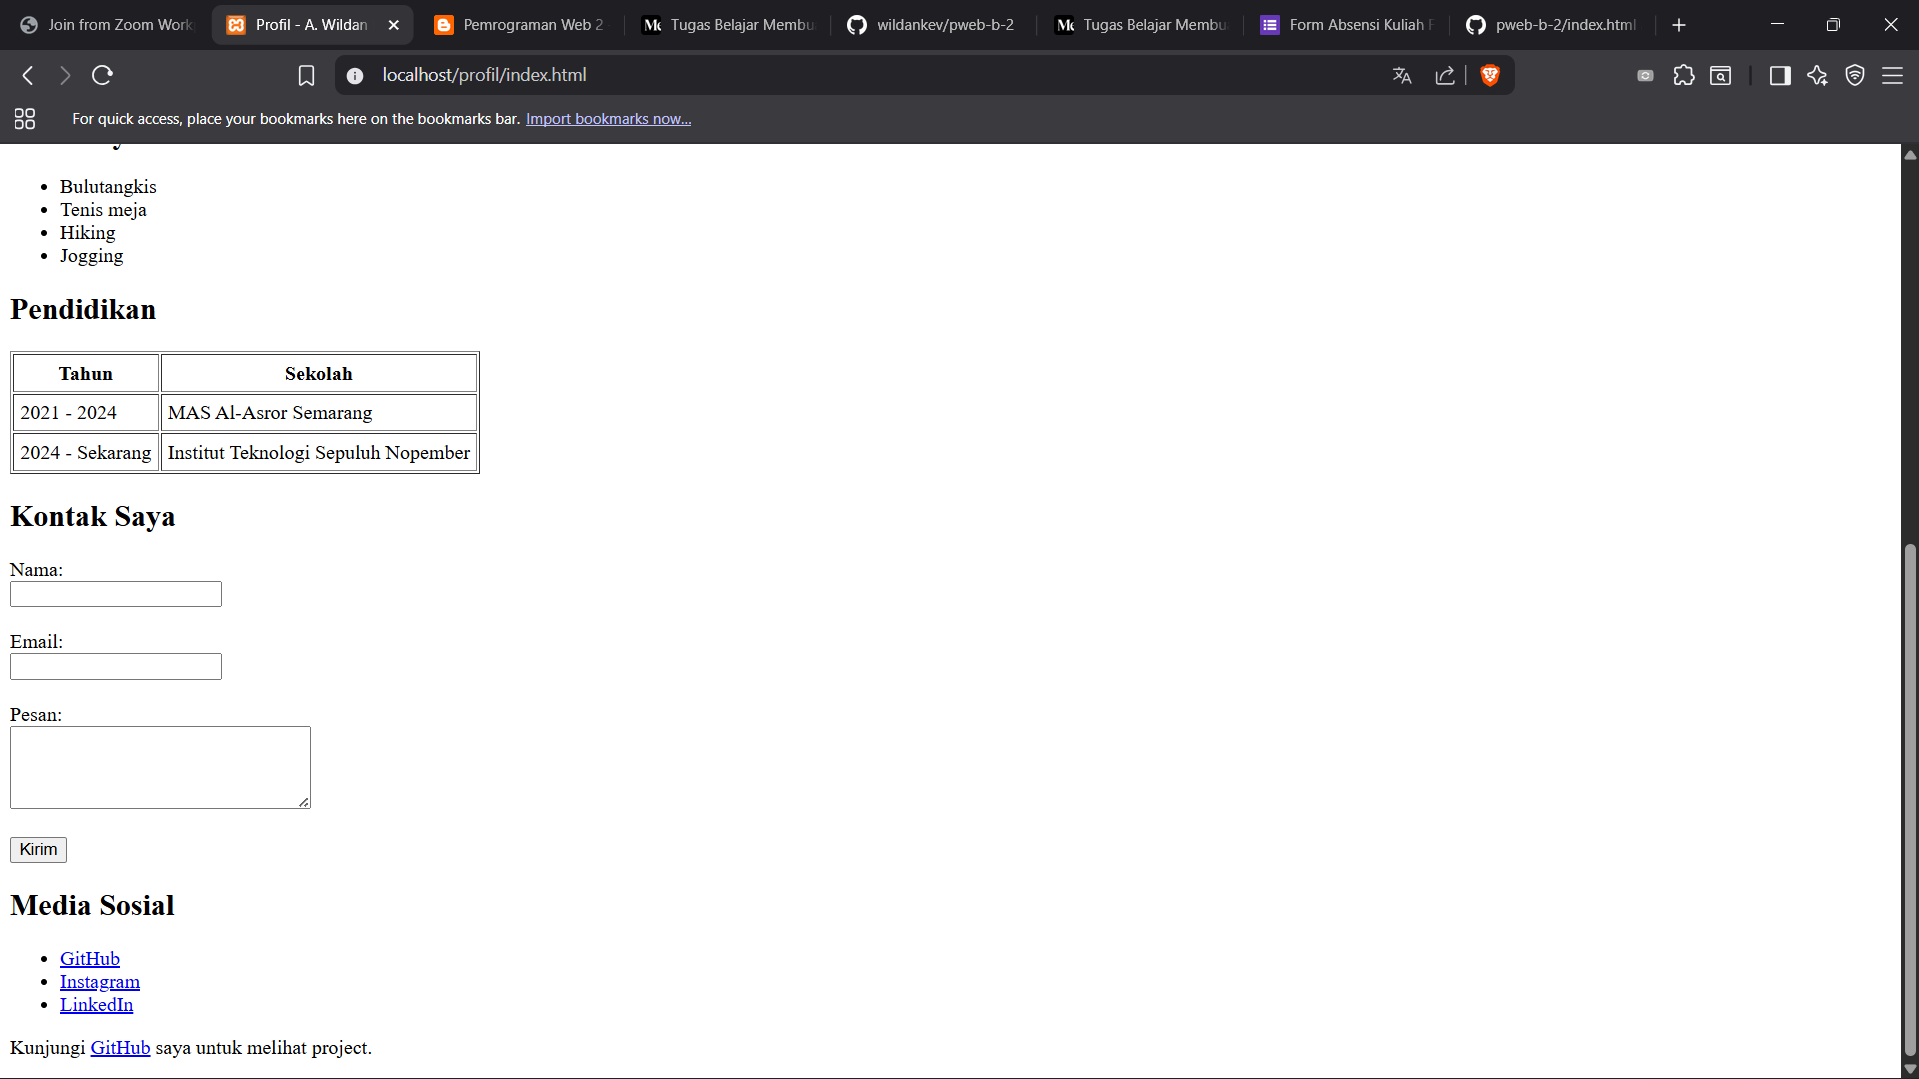 Join from Zoom Work
Profil - A. Wildan
Pemrograman Web 2
Tugas Belajar Membu
wildankev/pweb-b-2
Tugas Belajar Membu
Form Absensi Kuliah
pweb-b-2/index.html
localhost/profil/index.html
For quick access, place your bookmarks here on the bookmarks bar. Import bookmarks now...
Bulutangkis
Tenis meja
Hiking
Jogging
Pendidikan
Tahun Sekolah
2021 - 2024 MAS Al-Asror Semarang
2024 - Sekarang Institut Teknologi Sepuluh Nopember
Kontak Saya
Nama:
Email:
Pesan:
Kirim
Media Sosial
GitHub
Instagram
LinkedIn
Kunjungi GitHub saya untuk melihat project.